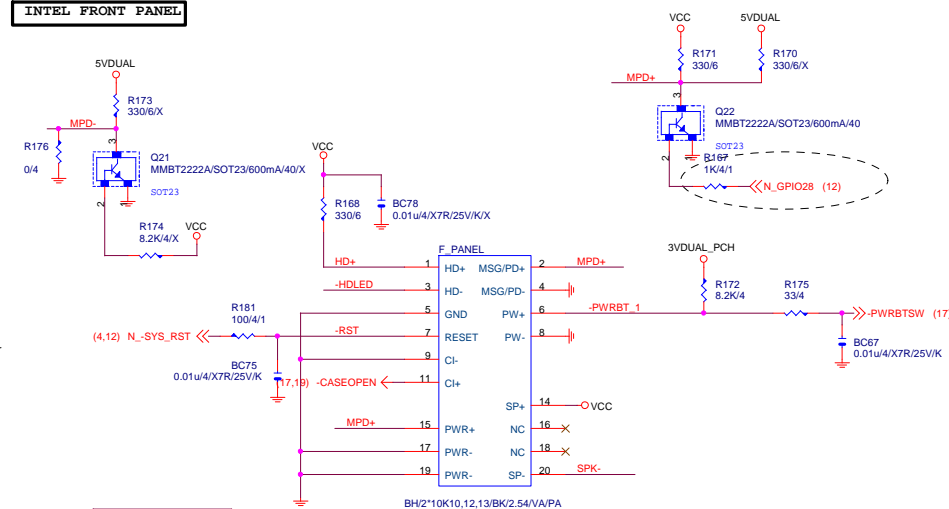 INTEL FRONT PANEL
VCC 5VDUAL
R171
330/6
R170
330/6/X
MPD+
3
Q22
MMBT2222A/SOT23/600mA/40
SOT23
2 1
R167
1K/4/1
N_GPIO28 (12)
5VDUAL
R173
330/6/X
MPD-
R176
0/4
3
Q21
MMBT2222A/SOT23/600mA/40/X
SOT23
2 1
R174
8.2K/4/X
VCC
VCC
R168
330/6
BC78
0.01u/4/X7R/25V/K/X
F_PANEL
HD+ 1 HD+ MSG/PD+ 2 MPD+
-HDLED 3 HD- MSG/PD- 4
5 GND PW+ 6 -PWRBT_1
-RST 7 RESET PW- 8
9 CI-
(17,19) -CASEOPEN 11 CI+
SP+ 14 VCC
MPD+ 15 PWR+ NC 16
17 PWR- NC 18
19 PWR- SP- 20 SPK-
BH/2*10K10,12,13/BK/2.54/VA/PA
R181
100/4/1
(4,12) N_-SYS_RST
BC75
0.01u/4/X7R/25V/K
3VDUAL_PCH
R172
8.2K/4
R175
33/4
-PWRBTSW (17)
BC67
0.01u/4/X7R/25V/K